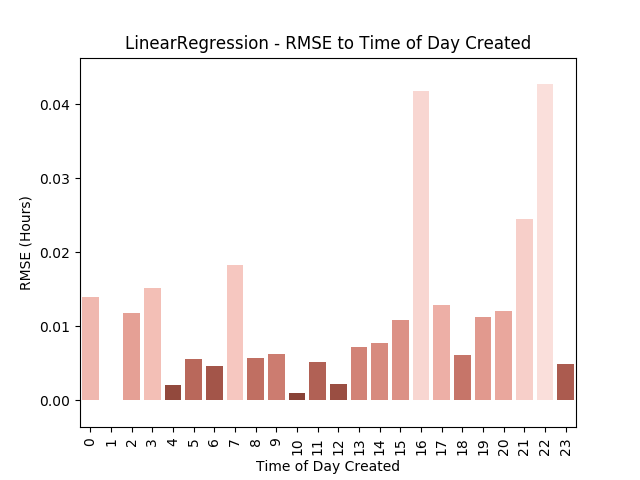 LinearRegression - RMSE to Time of Day Created
0.04
0.03
0.02
0.01
0.00
RMSE (Hours)
0 1 2 3 4 5 6 7 8 9 10 11 12 13 14 15 16 17 18 19 20 21 22 23
Time of Day Created